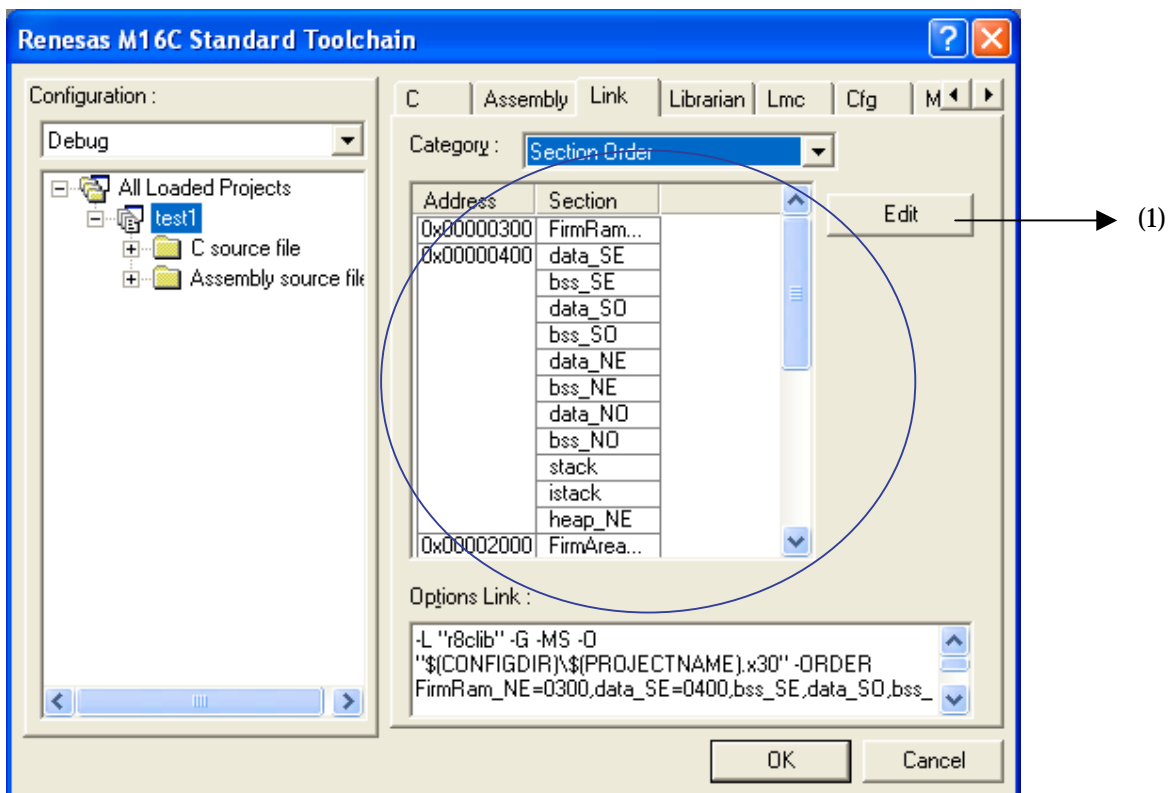 Renesas M16C Standard Toolchain
Configuration :
Debug
All Loaded Projects
test1
C source file
Assembly source file
C Assembly Link Librarian Lmc Cfg M
Category : Section Order
Address Section
0x00000300 FirmRam...
0x00000400 data_SE
bss_SE
data_SO
bss_SO
data_NE
bss_NE
data_NO
bss_NO
stack
istack
heap_NE
0x00002000 FirmArea...
Edit
(1)
Options Link :
-L "r8clib" -G -MS -O
"$(CONFIGDIR)\$(PROJECTNAME).x30" -ORDER
FirmRam_NE=0300,data_SE=0400,bss_SE,data_SO,bss_
OK Cancel